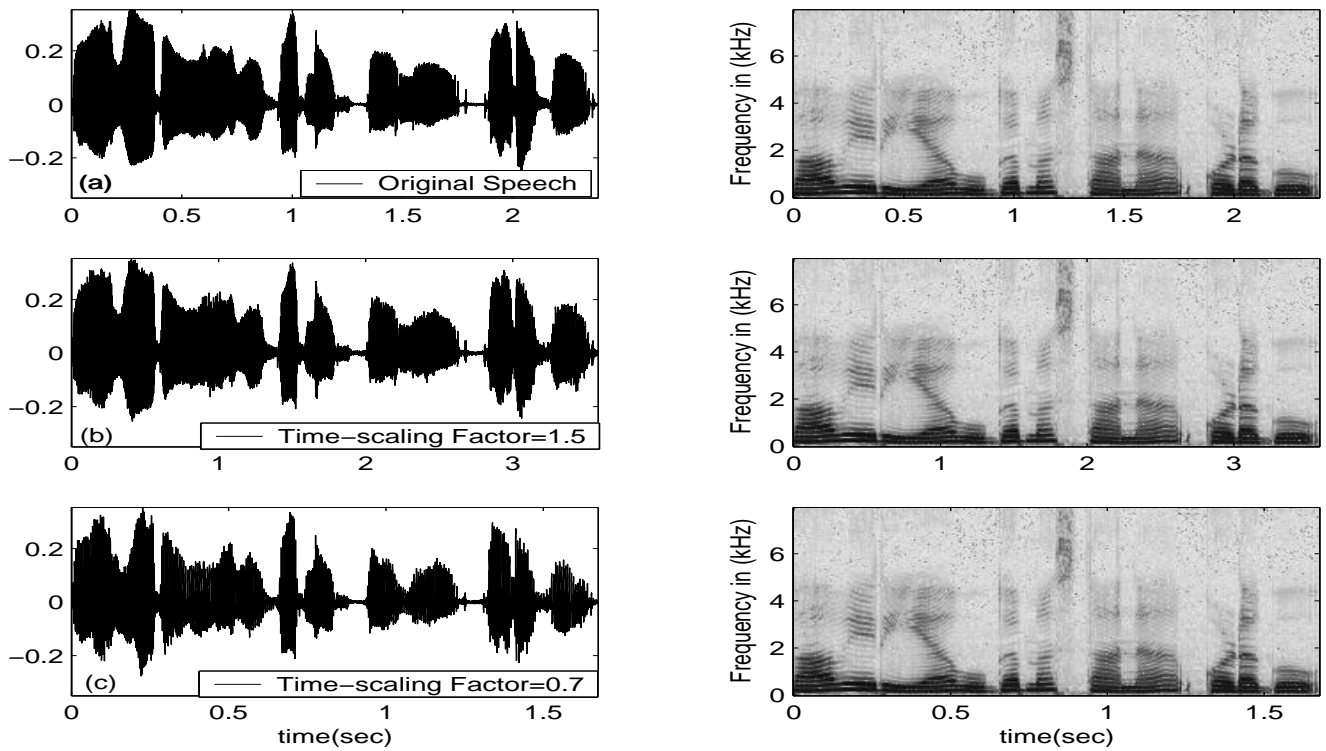 0.2
0
−0.2
(a)
Original Speech
0 0.5 1 1.5 2
Frequency in (kHz)
6
4
2
0
0 0.5 1 1.5 2
0.2
0
−0.2
(b)
Time−scaling Factor=1.5
0 1 2 3
Frequency in (kHz)
6
4
2
0
0 1 2 3
0.2
0
−0.2
(c)
Time−scaling Factor=0.7
0 0.5 1 1.5
time(sec)
Frequency in (kHz)
6
4
2
0
0 0.5 1 1.5
time(sec)